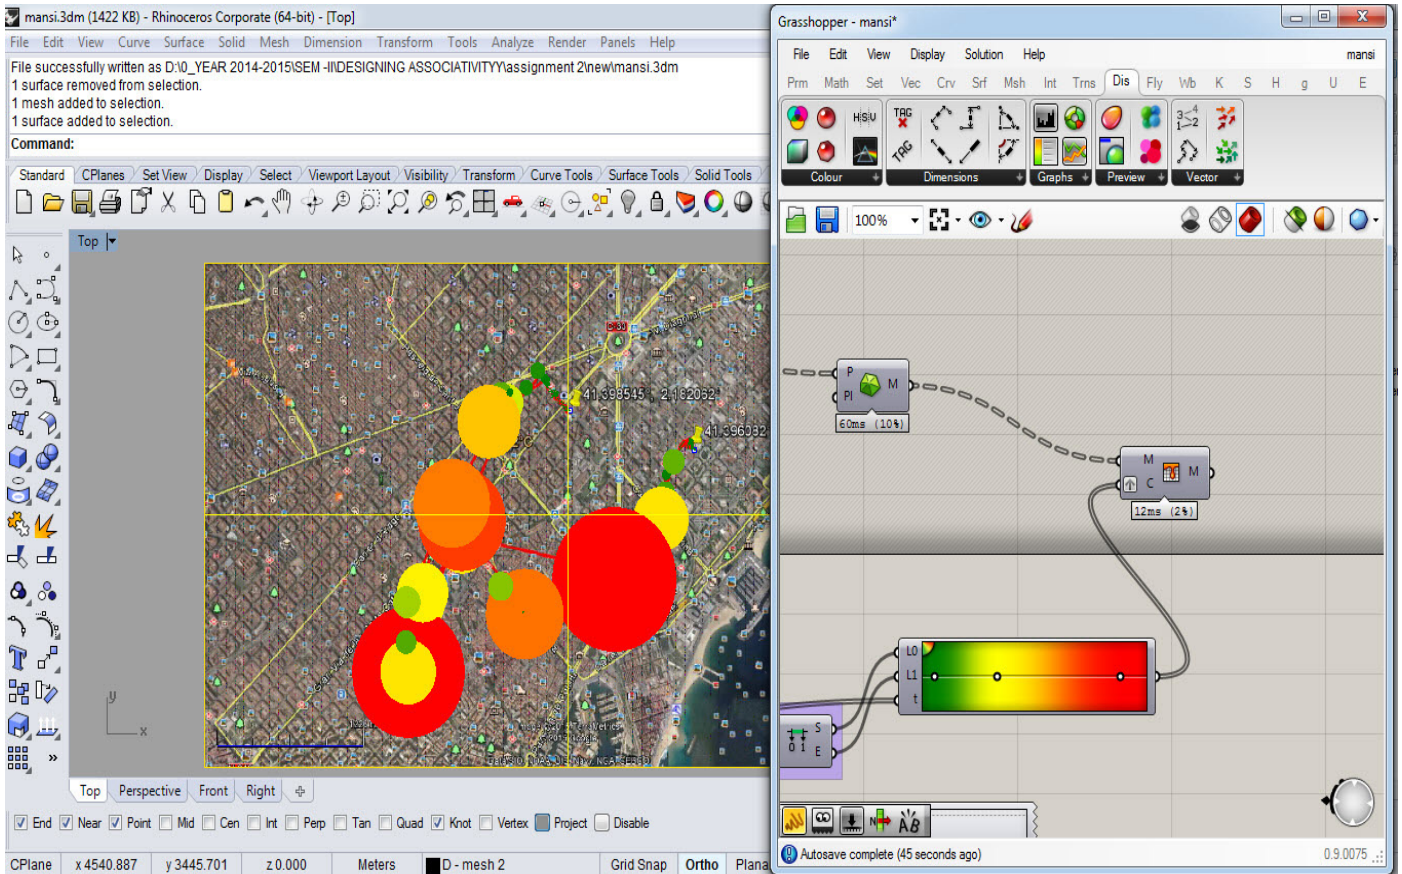 mansi.3dm (1422 KB) - Rhinoceros Corporate (64-bit) - [Top]
File Edit View Curve Surface Solid Mesh Dimension Transform Tools Analyze Render Panels Help
File successfully written as D:\0_YEAR 2014-2015\SEM -II\DESIGNING ASSOCIATIVITYY\assignment 2\new\mansi.3dm
1 surface removed from selection.
1 mesh added to selection.
1 surface added to selection.
Command:
Standard CPlanes Set View Display Select Viewport Layout Visibility Transform Curve Tools Surface Tools Solid Tools
Top
41.398545 , 2.182062
41.396032
y
x
Top Perspective Front Right
End Near Point Mid Cen Int Perp Tan Quad Knot Vertex Project Disable
CPlane x 4540.887 y 3445.701 z 0.000 Meters D - mesh 2 Grid Snap Ortho Plana
Grasshopper - mansi*
File Edit View Display Solution Help mansi
Prm Math Set Vec Crv Srf Msh Int Trns Dis Fly Wb K S H g U E
HSV TAG
TAG
Colour Dimensions Graphs Preview Vector
100%
P
Pl
M
60ms (10%)
M
C
M
12ms (2%)
L0
L1
t
S
E
0 1
Autosave complete (45 seconds ago) 0.9.0075